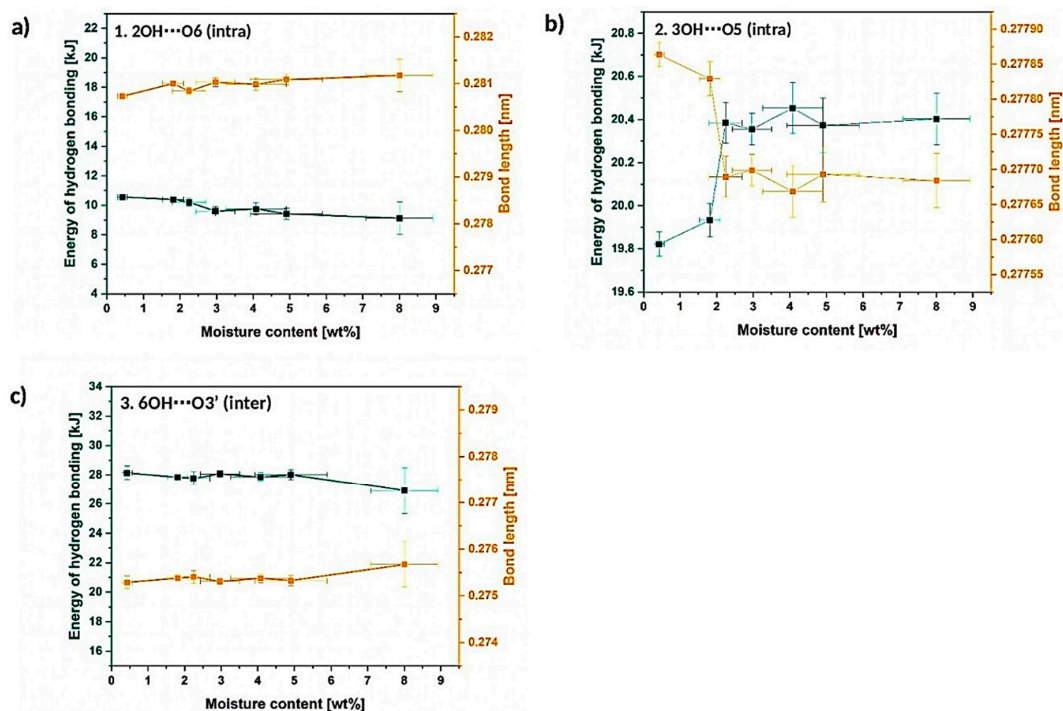 a)
1. 2OH···O6 (intra)
Energy of hydrogen bonding [kJ]
22
20
18
16
14
12
10
8
6
4
0.282
0.281
0.280
0.279
0.278
0.277
Bond length [nm]
0 1 2 3 4 5 6 7 8 9
Moisture content [wt%]
b)
2. 3OH···O5 (intra)
Energy of hydrogen bonding [kJ]
20.8
20.6
20.4
20.2
20.0
19.8
19.6
0.27790
0.27785
0.27780
0.27775
0.27770
0.27765
0.27760
0.27755
Bond length [nm]
0 1 2 3 4 5 6 7 8 9
Moisture content [wt%]
c)
3. 6OH···O3' (inter)
Energy of hydrogen bonding [kJ]
34
32
30
28
26
24
22
20
18
16
0.279
0.278
0.277
0.276
0.275
0.274
Bond length [nm]
0 1 2 3 4 5 6 7 8 9
Moisture content [wt%]